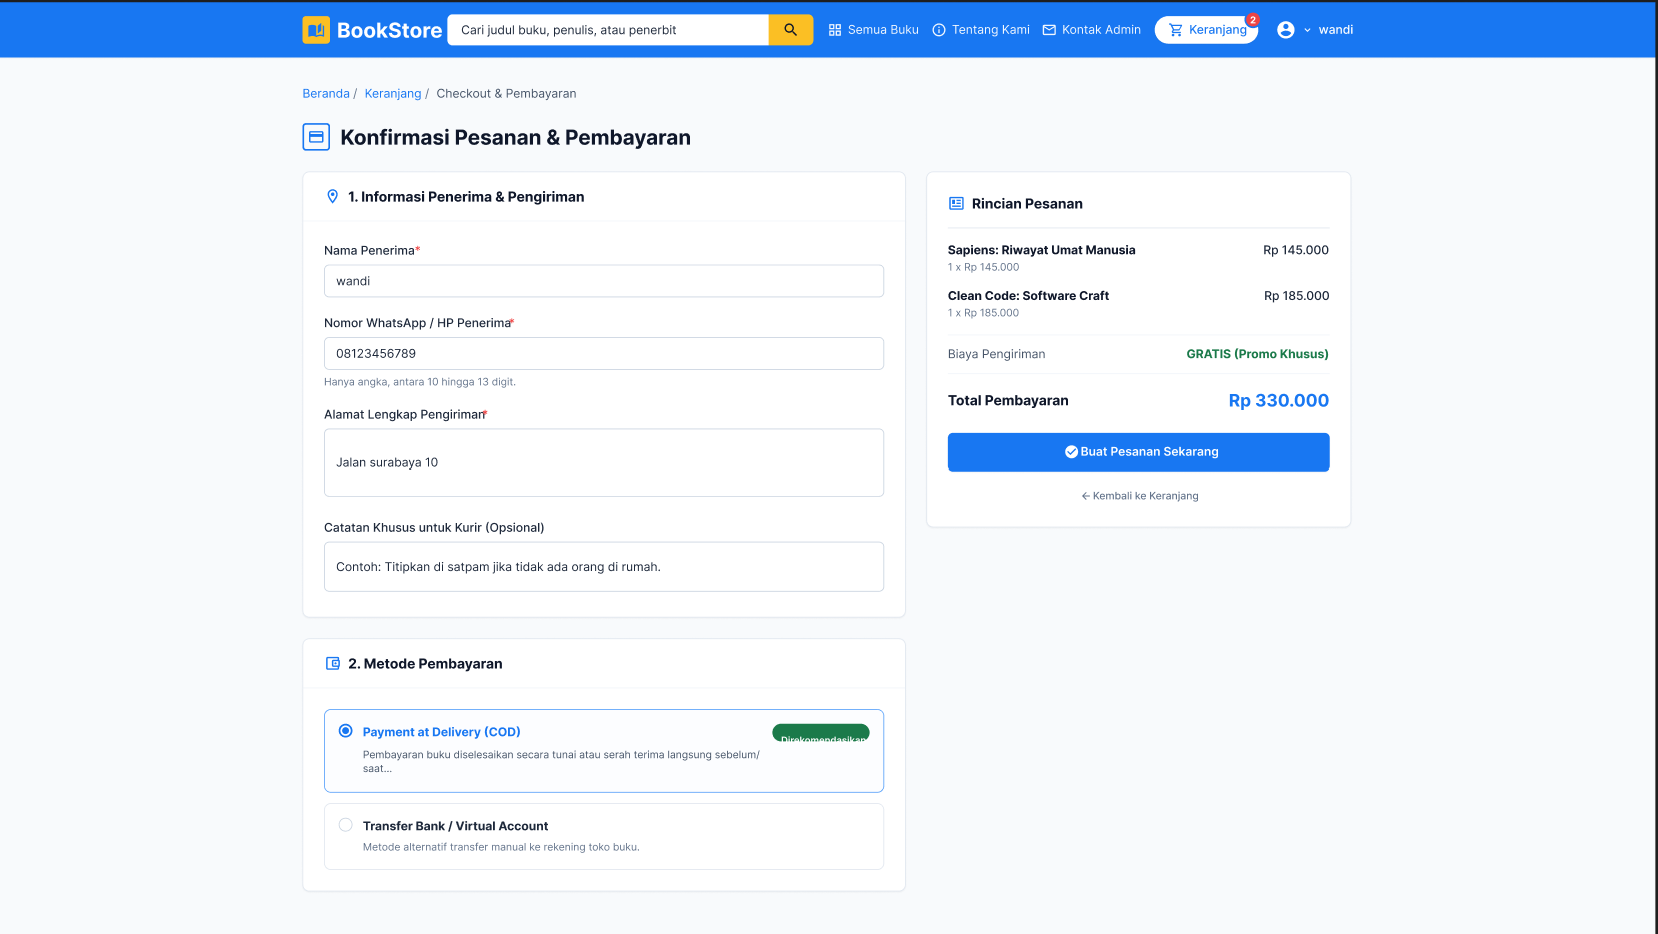 BookStore
Cari judul buku, penulis, atau penerbit
Semua Buku
Tentang Kami
Kontak Admin
Keranjang
2
wandi
Beranda / Keranjang / Checkout & Pembayaran
Konfirmasi Pesanan & Pembayaran
1. Informasi Penerima & Pengiriman
Nama Penerima*
wandi
Nomor WhatsApp / HP Penerima*
08123456789
Hanya angka, antara 10 hingga 13 digit.
Alamat Lengkap Pengiriman*
Jalan surabaya 10
Catatan Khusus untuk Kurir (Opsional)
Contoh: Titipkan di satpam jika tidak ada orang di rumah.
2. Metode Pembayaran
Payment at Delivery (COD)
Direkomendasikan
Pembayaran buku diselesaikan secara tunai atau serah terima langsung sebelum/
saat...
Transfer Bank / Virtual Account
Metode alternatif transfer manual ke rekening toko buku.
Rincian Pesanan
Sapiens: Riwayat Umat Manusia Rp 145.000
1 x Rp 145.000
Clean Code: Software Craft Rp 185.000
1 x Rp 185.000
Biaya Pengiriman GRATIS (Promo Khusus)
Total Pembayaran Rp 330.000
Buat Pesanan Sekarang
← Kembali ke Keranjang